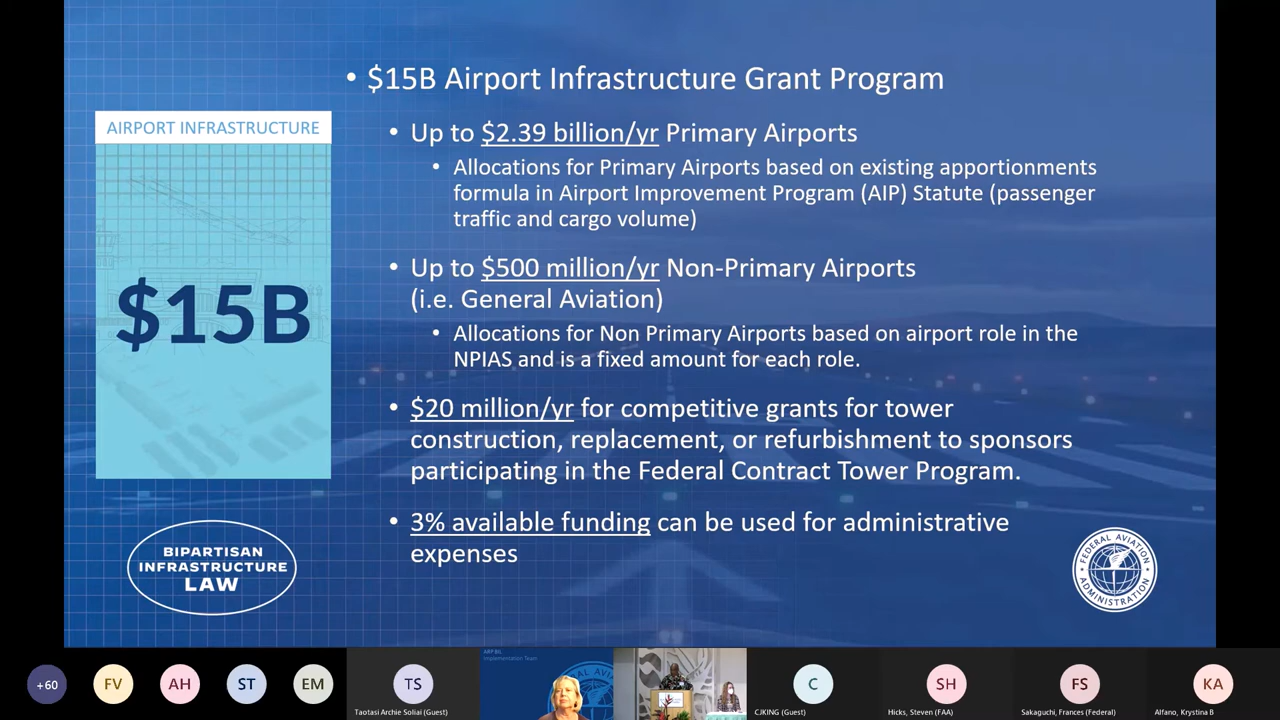 • $15B Airport Infrastructure Grant Program
AIRPORT INFRASTRUCTURE
$15B
• Up to $2.39 billion/yr Primary Airports
• Allocations for Primary Airports based on existing apportionments
formula in Airport Improvement Program (AIP) Statute (passenger
traffic and cargo volume)
• Up to $500 million/yr Non-Primary Airports
(i.e. General Aviation)
• Allocations for Non Primary Airports based on airport role in the
NPIAS and is a fixed amount for each role.
• $20 million/yr for competitive grants for tower
construction, replacement, or refurbishment to sponsors
participating in the Federal Contract Tower Program.
• 3% available funding can be used for administrative
expenses
BIPARTISAN
INFRASTRUCTURE
LAW
FEDERAL AVIATION
ADMINISTRATION
+60
FV
AH
ST
EM
TS
Taotasi Archie Soliai (Guest)
ARP BIL
Implementation Team
C
CJKING (Guest)
SH
Hicks, Steven (FAA)
FS
Sakaguchi, Frances (Federal)
KA
Alfano, Krystina B